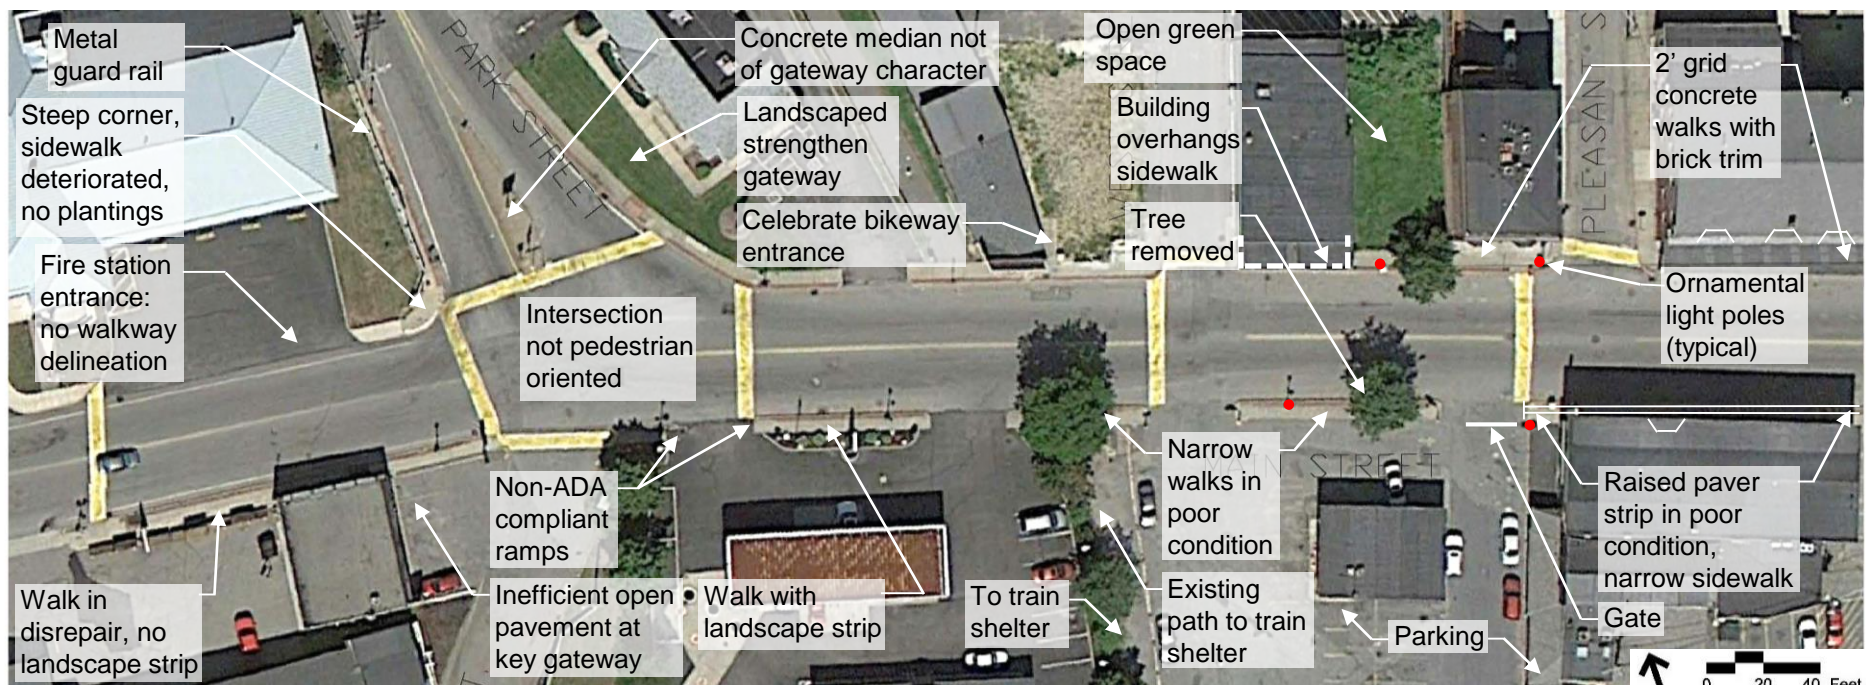 Metal
guard rail
Steep corner,
sidewalk
deteriorated,
no plantings
Fire station
entrance:
no walkway
delineation
Walk in
disrepair, no
landscape strip
PARK STREET
Concrete median not
of gateway character
Landscaped
strengthen
gateway
Celebrate bikeway
entrance
Intersection
not pedestrian
oriented
Non-ADA
compliant
ramps
Inefficient open
pavement at
key gateway
Walk with
landscape strip
To train
shelter
Open green
space
Building
overhangs
sidewalk
Tree
removed
Narrow
walks in
poor
condition
MAIN STREET
Existing
path to train
shelter
Parking
PLEASANT S
2’ grid
concrete
walks with
brick trim
Ornamental
light poles
(typical)
Raised paver
strip in poor
condition,
narrow sidewalk
Gate
0 20 40 Feet